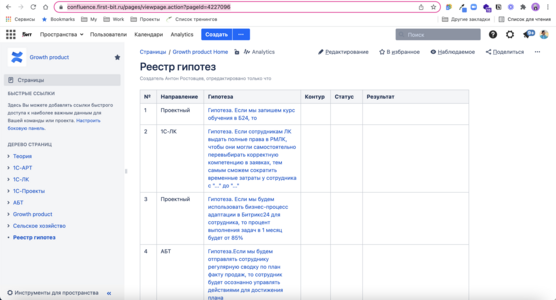 confluence.first-bit.ru/pages/viewpage.action?pageId=4227096
Сервисы
Bookmarks
My
Work
Проекты
Список тренингов
Другие закладки
Список для чтения
Бит
Пространства
Пользователи
Календари
Analytics
Создать
Поиск
Growth product
Страницы
БЫСТРЫЕ ССЫЛКИ
Здесь Вы можете добавлять ссылки быстрого
доступа к наиболее важным данным для
Вашей команды или проекта. Настроить
боковую панель.
ДЕРЕВО СТРАНИЦ
Теория
1С-АРТ
1С-ЛК
1С-Проекты
АБТ
Growth product
Сельское хозяйство
Реестр гипотез
Инструменты для пространства
Страницы / Growth product Home
Analytics
Редактирование
В избранное
Наблюдаемое
Поделиться
Реестр гипотез
Создатель Антон Ростовцев, отредактировано только что
№ Направление Гипотеза Контур Статус Результат
1 Проектный Гипотеза. Если мы запишем курс
обучения в Б24, то
2 1С-ЛК Гипотеза. Если сотрудникам ЛК
выдать полные права в РМЛК,
чтобы они могли самостоятельно
перевыбирать корректную
компетенцию в заявках, тем
самым сможем сократить
временные затраты у сотрудника
с "..." до "..."
3 Проектный Гипотеза. Если мы будем
использовать бизнес-процесс
адаптации в Битрикс24 для
сотрудника, то процент
выполнения задач в 1 месяц
будет от 85%
4 АБТ Гипотеза.Если мы будем
отправлять сотруднику
регулярную сводку по план
факту продаж, то сотрудник
будет осознанно управлять
действиями для достижения
плана